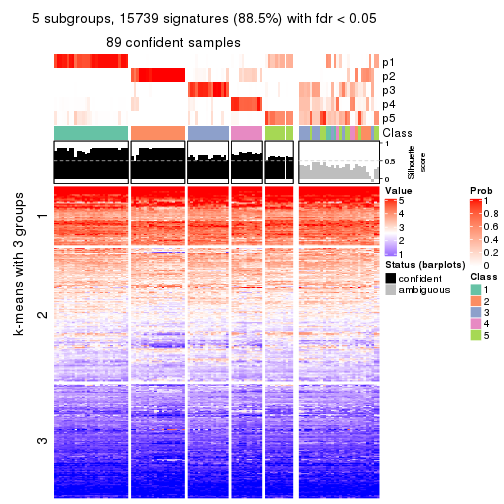 5 subgroups, 15739 signatures (88.5%) with fdr < 0.05
89 confident samples
p1
p2
p3
p4
p5
Class
1
0.5
0
Silhouette
score
k-means with 3 groups
1
2
3
Value
5
4
3
2
1
Status (barplots)
confident
ambiguous
Prob
1
0.8
0.6
0.4
0.2
0
Class
1
2
3
4
5